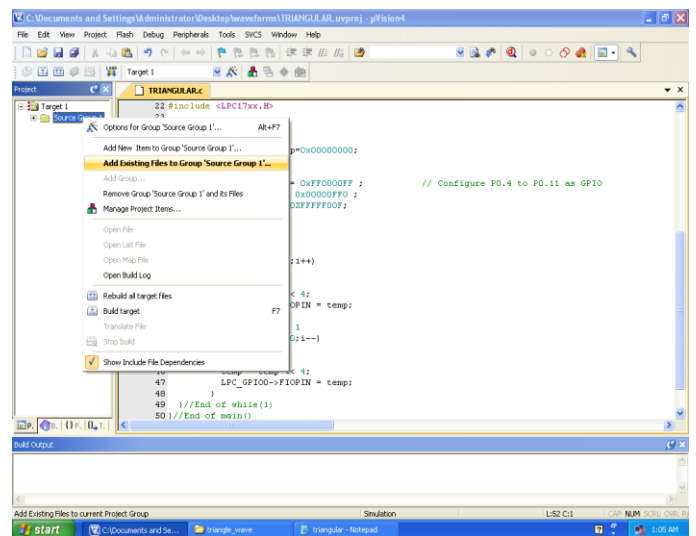 C:\Documents and Settings\Administrator\Desktop\waveforms\TRIANGULAR.uvproj - µVision4
File Edit View Project Flash Debug Peripherals Tools SVCS Window Help
Target 1
Project
TRIANGULAR.c
Target 1
Source Group 1
22 #include <LPC17xx.H>
23
Options for Group 'Source Group 1'... Alt+F7
Add New Item to Group 'Source Group 1'...
p=0x00000000;
Add Existing Files to Group 'Source Group 1'...
Add Group...
= 0xFF0000FF ; // Configure P0.4 to P0.11 as GPIO
Remove Group 'Source Group 1' and its Files
0x00000FF0 ;
Manage Project Items...
0XFFFFF00F;
Open File
Open List File
Open Map File
;i++)
Open Build Log
Rebuild all target files
< 4;
Build target F7
OPIN = temp;
Translate File
1
Stop build
0;i--)
Show Include File Dependencies
46 temp = temp << 4;
47 LPC_GPIO0->FIOPIN = temp;
48 }
49 }//End of while(1)
50 }//End of main()
Build Output
Add Existing Files to current Project Group
Simulation
L:52 C:1
CAP NUM SCRL OVR
start
C:\Documents and Se...
triangle_wave
triangular - Notepad
1:05 AM